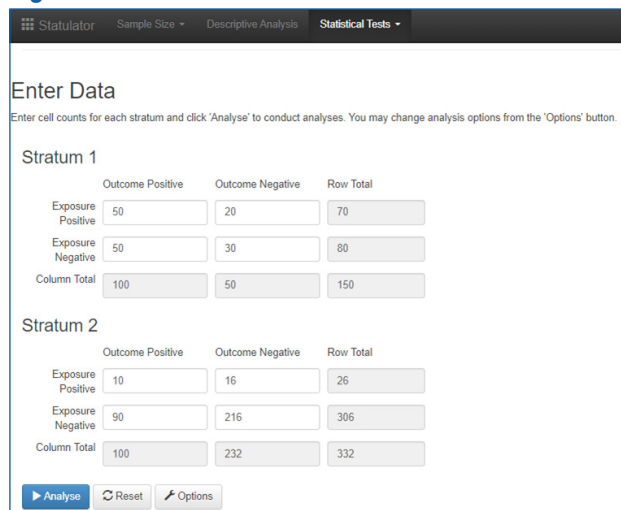 Statulator Sample Size Descriptive Analysis Statistical Tests
Enter Data
Enter cell counts for each stratum and click 'Analyse' to conduct analyses. You may change analysis options from the 'Options' button.
Stratum 1
Outcome Positive Outcome Negative Row Total
Exposure Positive 50 20 70
Exposure Negative 50 30 80
Column Total 100 50 150
Stratum 2
Outcome Positive Outcome Negative Row Total
Exposure Positive 10 16 26
Exposure Negative 90 216 306
Column Total 100 232 332
Analyse Reset Options